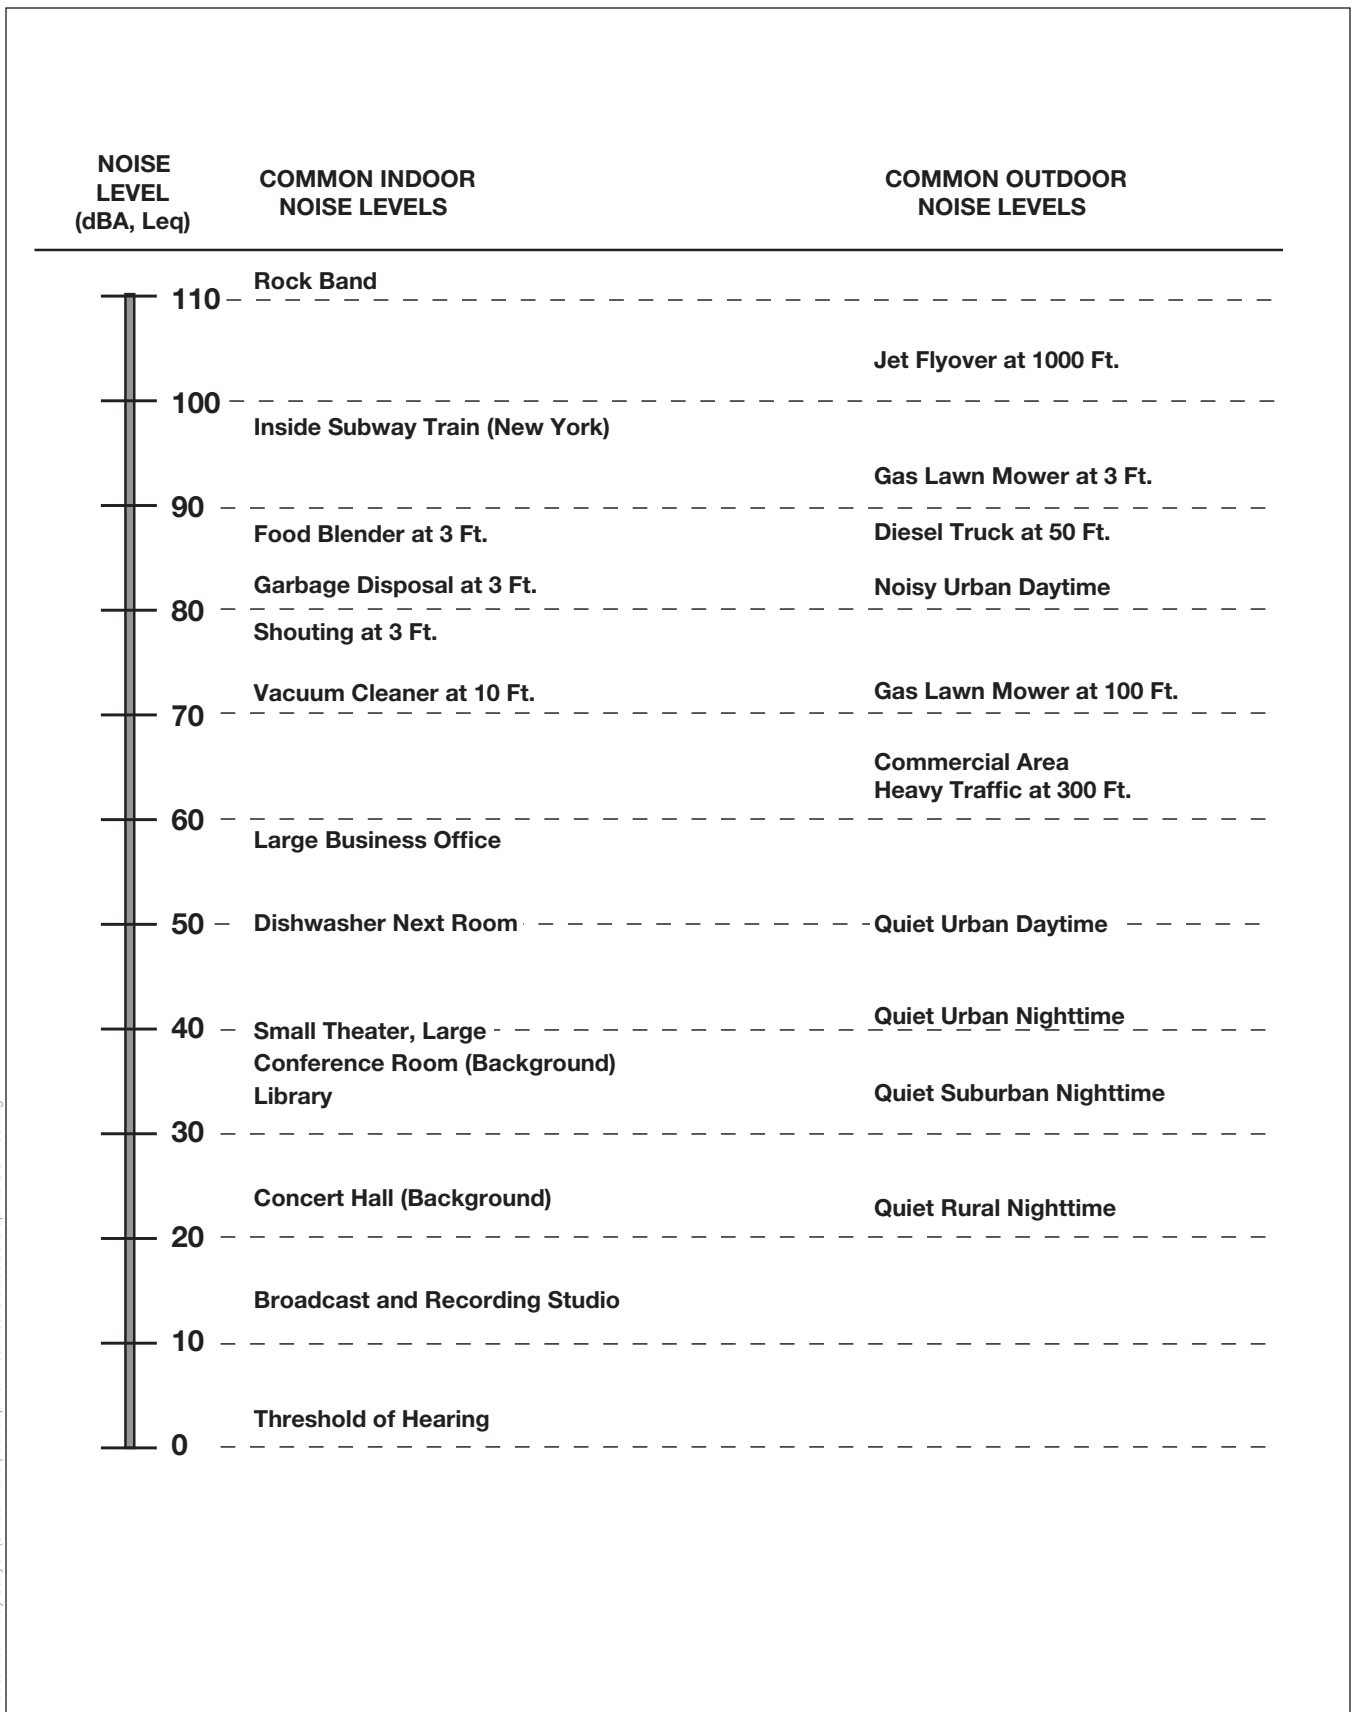 NOISE
LEVEL
(dBA, Leq)
COMMON INDOOR
NOISE LEVELS
COMMON OUTDOOR
NOISE LEVELS
Rock Band
110
Jet Flyover at 1000 Ft.
100
Inside Subway Train (New York)
Gas Lawn Mower at 3 Ft.
90
Food Blender at 3 Ft.
Diesel Truck at 50 Ft.
Garbage Disposal at 3 Ft.
Noisy Urban Daytime
80
Shouting at 3 Ft.
Vacuum Cleaner at 10 Ft.
Gas Lawn Mower at 100 Ft.
70
Commercial Area
Heavy Traffic at 300 Ft.
60
Large Business Office
50
Dishwasher Next Room
Quiet Urban Daytime
Quiet Urban Nighttime
40
Small Theater, Large
Conference Room (Background)
Library
Quiet Suburban Nighttime
30
Concert Hall (Background)
Quiet Rural Nighttime
20
Broadcast and Recording Studio
10
Threshold of Hearing
0